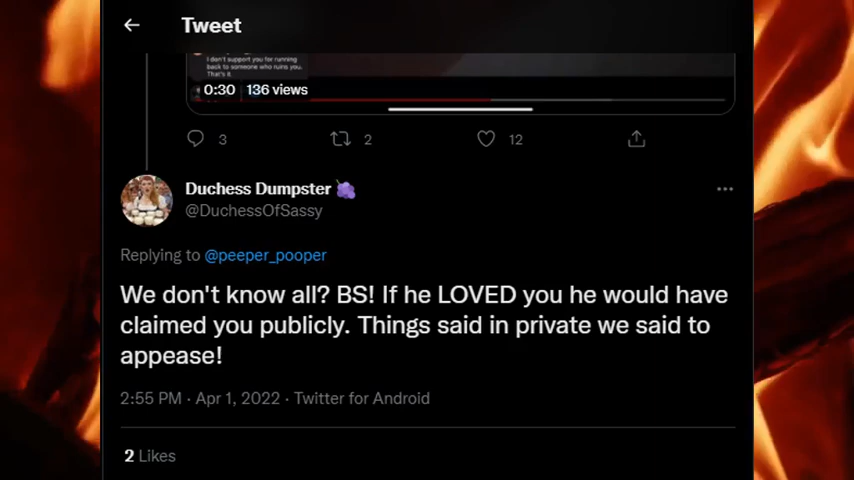 Tweet
I don't support you for running
back to someone who ruins you.
That's it.
0:30 136 views
3 2 12
Duchess Dumpster
@DuchessOfSassy
Replying to @peeper_pooper
We don't know all? BS! If he LOVED you he would have
claimed you publicly. Things said in private we said to
appease!
2:55 PM · Apr 1, 2022 · Twitter for Android
2 Likes